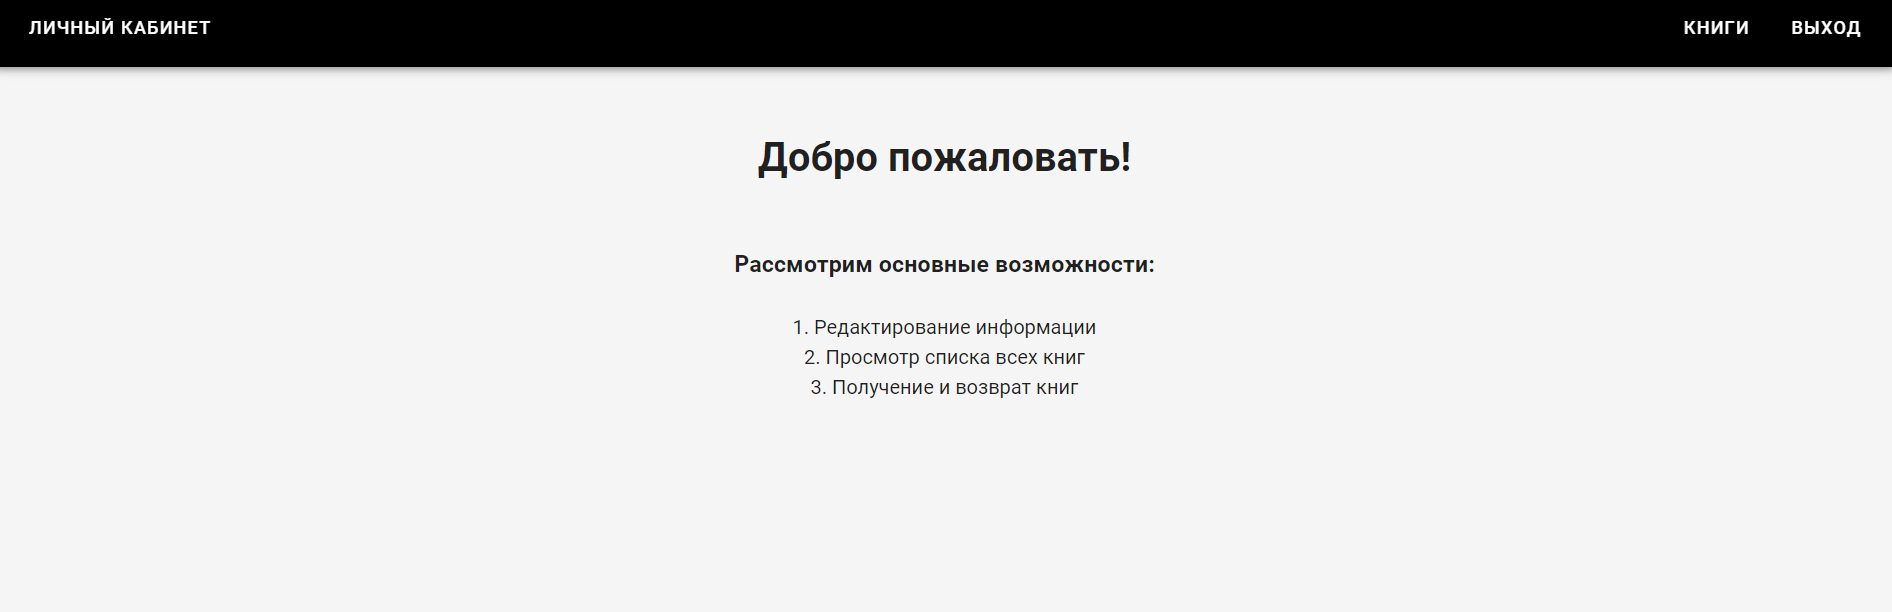 ЛИЧНЫЙ КАБИНЕТ
КНИГИ
ВЫХОД
Добро пожаловать!
Рассмотрим основные возможности:
1. Редактирование информации
2. Просмотр списка всех книг
3. Получение и возврат книг